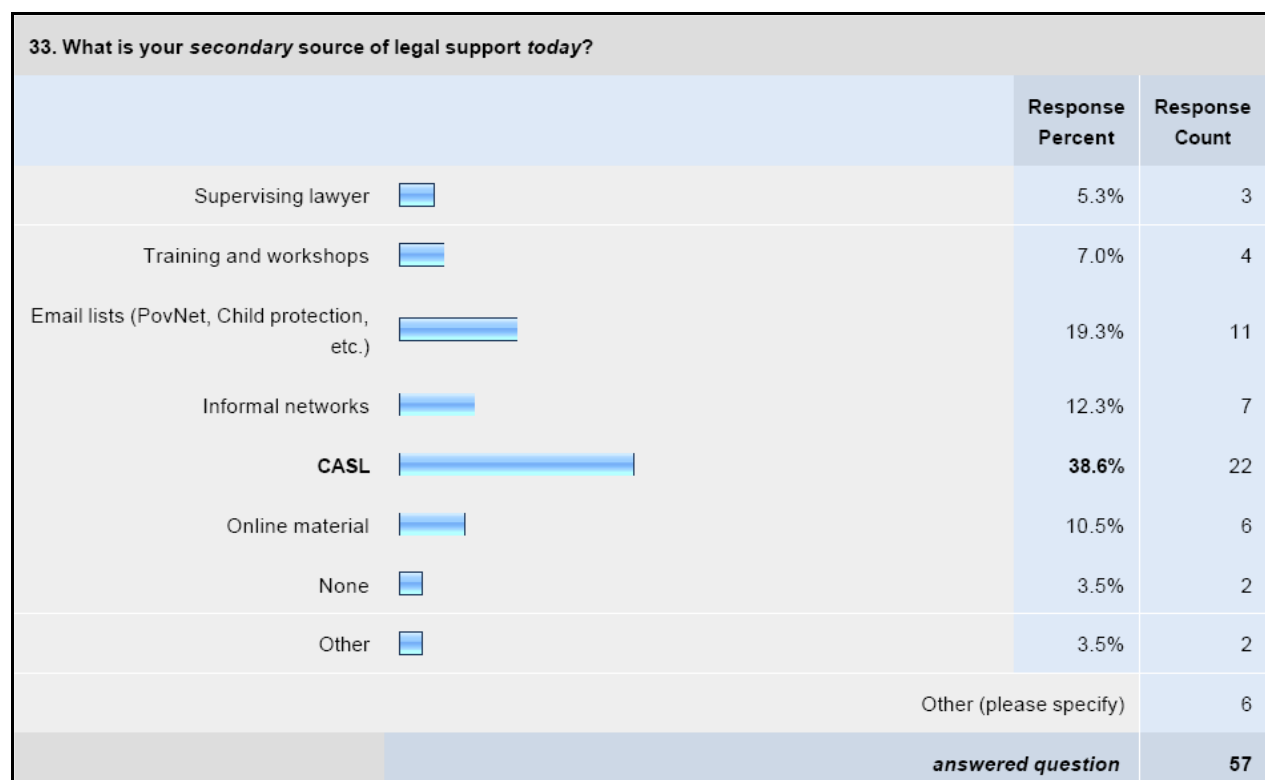 33. What is your secondary source of legal support today?
Response Percent Response Count
Supervising lawyer 5.3% 3
Training and workshops 7.0% 4
Email lists (PovNet, Child protection,
etc.) 19.3% 11
Informal networks 12.3% 7
CASL 38.6% 22
Online material 10.5% 6
None 3.5% 2
Other 3.5% 2
Other (please specify) 6
answered question 57